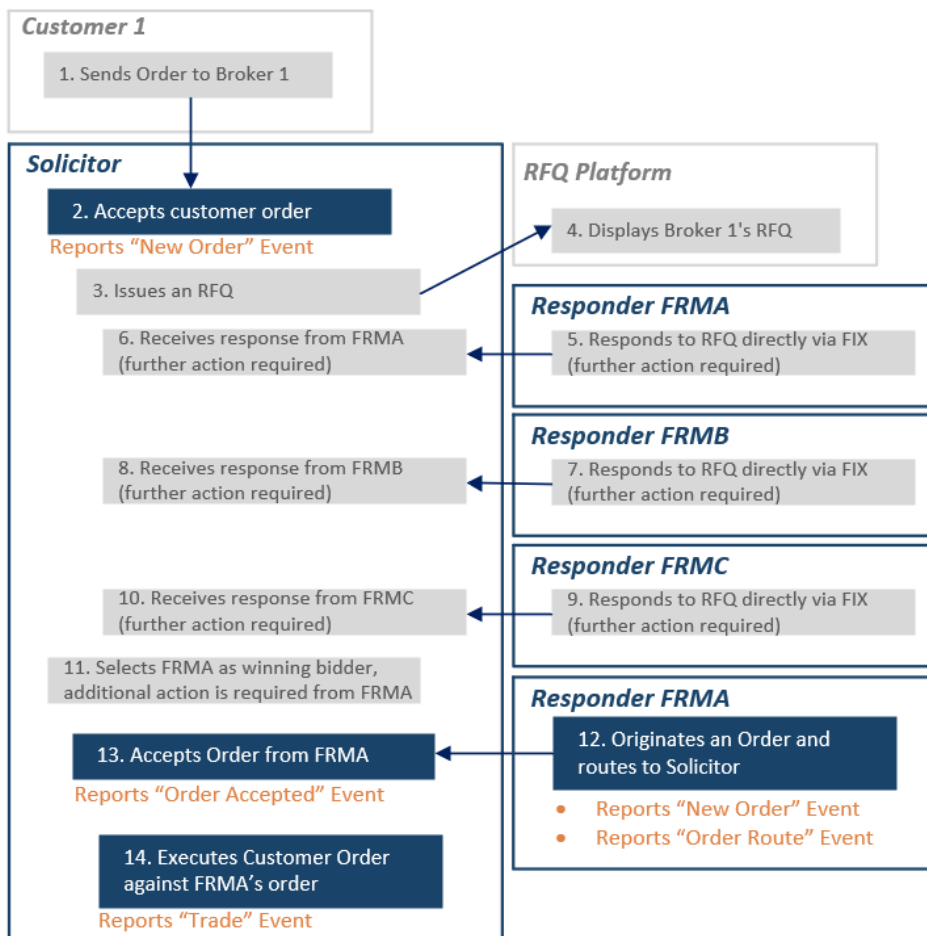 Customer 1
1. Sends Order to Broker 1
Solicitor
2. Accepts customer order
Reports “New Order” Event
3. Issues an RFQ
RFQ Platform
4. Displays Broker 1's RFQ
Responder FRMA
5. Responds to RFQ directly via FIX
(further action required)
6. Receives response from FRMA
(further action required)
Responder FRMB
7. Responds to RFQ directly via FIX
(further action required)
8. Receives response from FRMB
(further action required)
Responder FRMC
9. Responds to RFQ directly via FIX
(further action required)
10. Receives response from FRMC
(further action required)
11. Selects FRMA as winning bidder,
additional action is required from FRMA
Responder FRMA
12. Originates an Order and
routes to Solicitor
• Reports “New Order” Event
• Reports “Order Route” Event
13. Accepts Order from FRMA
Reports “Order Accepted” Event
14. Executes Customer Order
against FRMA’s order
Reports “Trade” Event